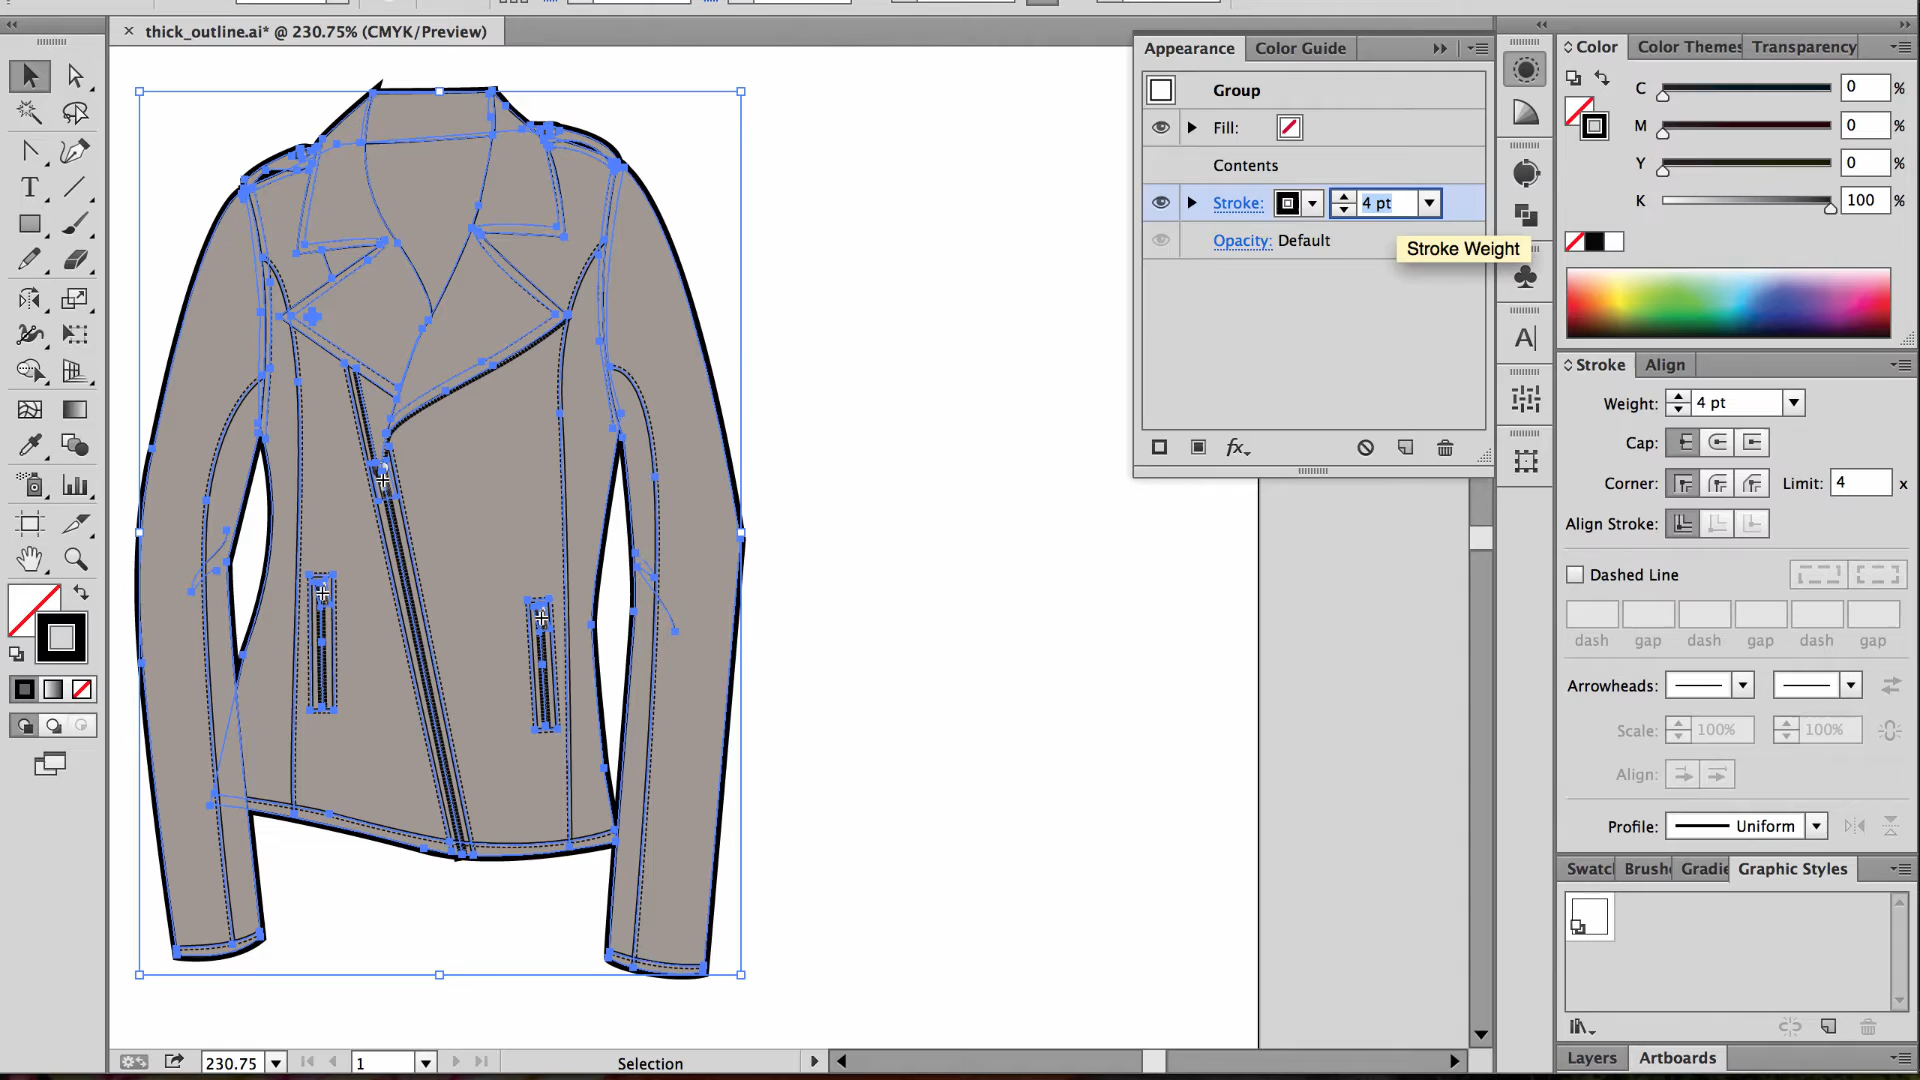 thick_outline.ai* @ 230.75% (CMYK/Preview)
Appearance
Color Guide
Group
Fill:
Contents
Stroke:
4 pt
Opacity: Default
Stroke Weight
fx
Color
Color Themes
Transparency
C
0
%
M
0
%
Y
0
%
K
100
%
Stroke
Align
Weight:
4 pt
Cap:
Corner:
Limit:
4
x
Align Stroke:
Dashed Line
dash
gap
dash
gap
dash
gap
Arrowheads:
Scale:
100%
100%
Align:
Profile:
Uniform
Swatc
Brush
Gradie
Graphic Styles
Layers
Artboards
230.75
1
Selection